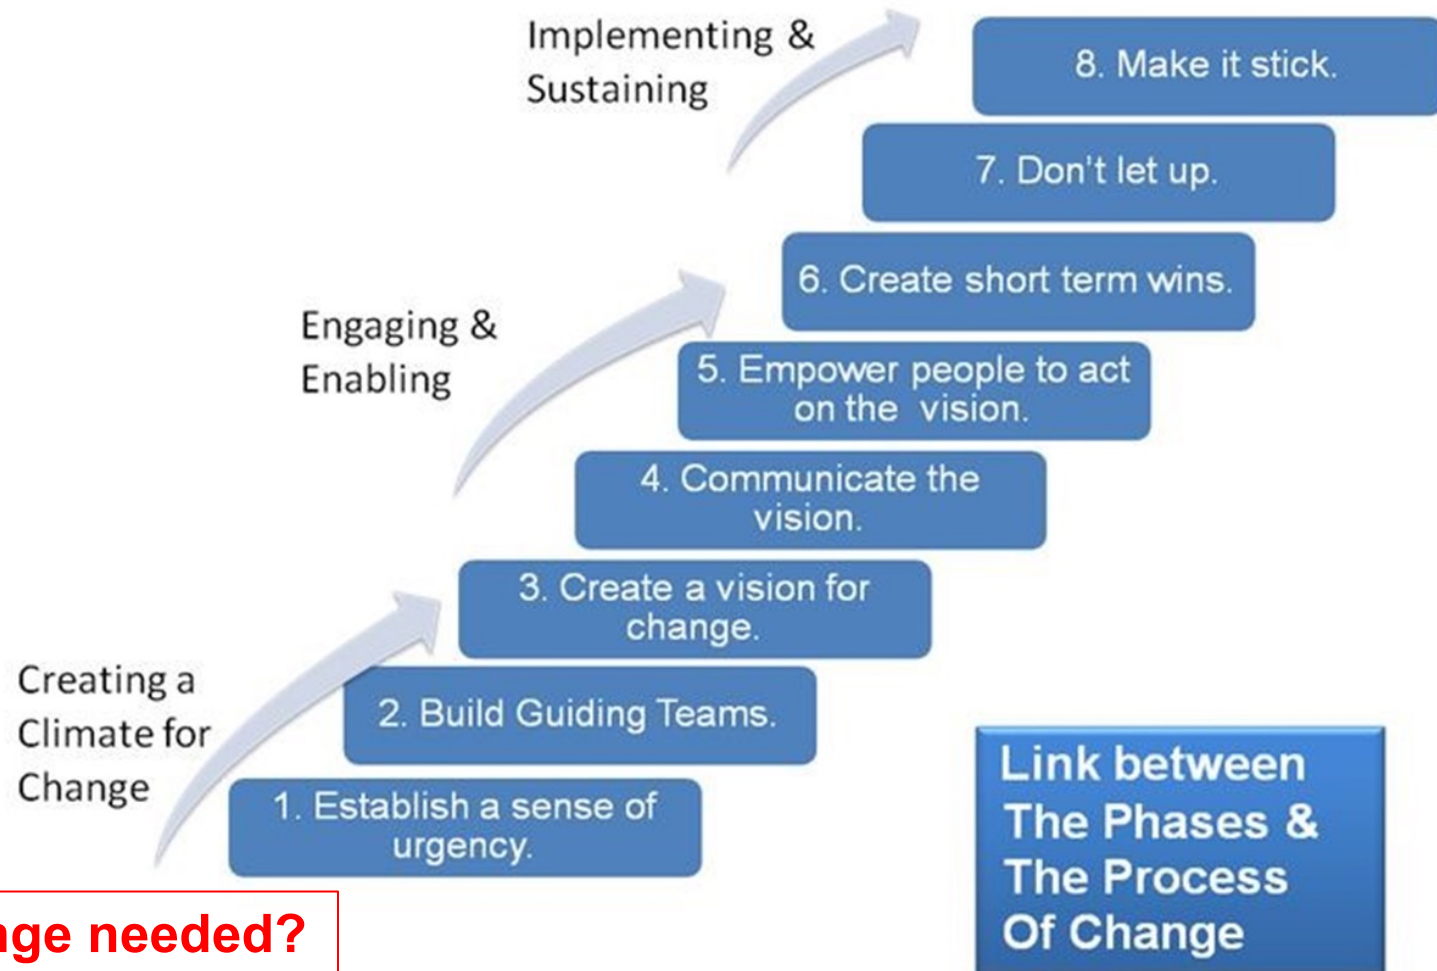 Implementing &
Sustaining
8. Make it stick.
7. Don't let up.
6. Create short term wins.
Engaging &
Enabling
5. Empower people to act
on the vision.
4. Communicate the
vision.
3. Create a vision for
change.
Creating a
Climate for
Change
2. Build Guiding Teams.
1. Establish a sense of
urgency.
Link between
The Phases &
The Process
Of Change
needed?